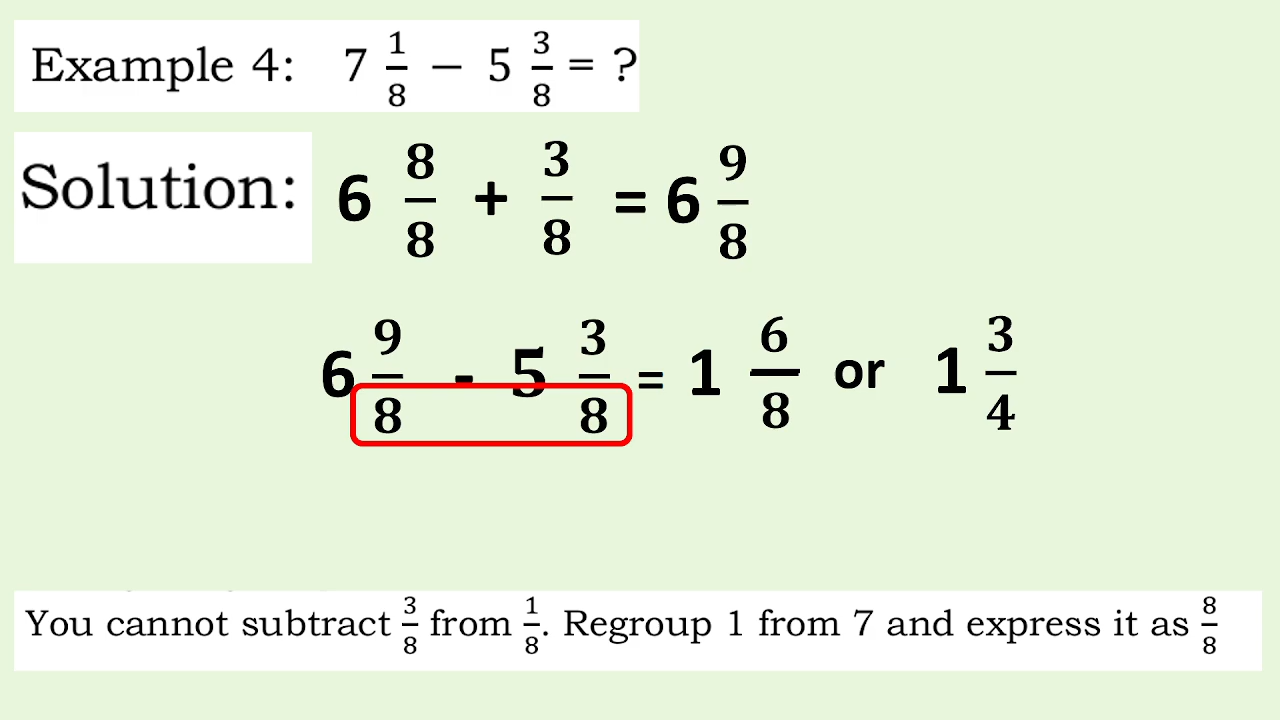 Example 4: 7 1/8 − 5 3/8 = ?
Solution: 6 8/8 + 3/8 = 6 9/8
6 9/8 - 5 3/8 = 1 6/8 or 1 3/4
You cannot subtract 3/8 from 1/8. Regroup 1 from 7 and express it as 8/8